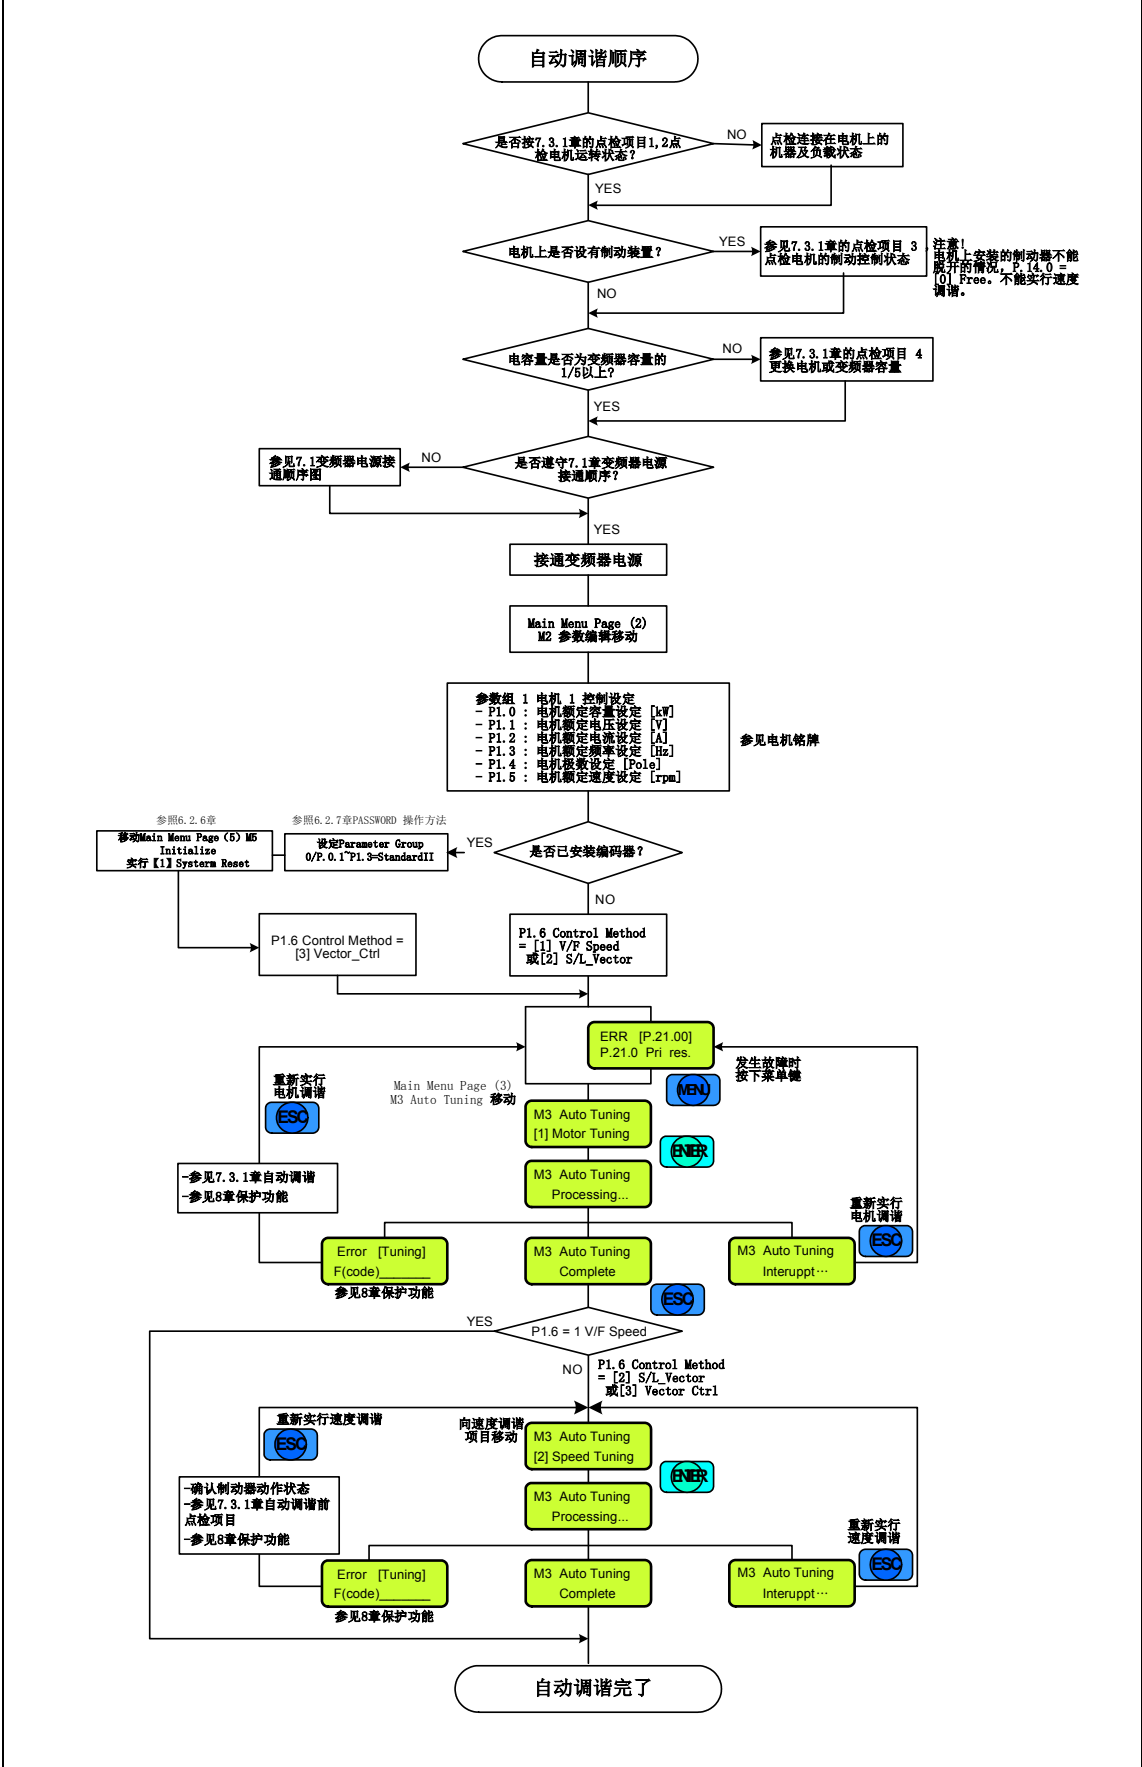 自动调谐顺序
是否按7.3.1章的点检项目1,2点
检电机运转状态？
NO
点检连接在电机上的
机器及负载状态
YES
电机上是否设有制动装置？
YES
参见7.3.1章的点检项目 3
点检电机的制动控制状态
注意!
电机上安装的制动器不能
脱开的情况, P.14.0 =
[0] Free。不能实行速度
调谐。
NO
电容量是否为变频器容量的
1/5以上？
NO
参见7.3.1章的点检项目 4
更换电机或变频器容量
YES
是否遵守7.1章变频器电源
接通顺序？
NO
参见7.1变频器电源接
通顺序图
YES
接通变频器电源
Main Menu Page (2)
M2 参数编辑移动
参数组 1 电机 1 控制设定
- P1.0 : 电机额定容量设定 [kW]
- P1.1 : 电机额定电压设定 [V]
- P1.2 : 电机额定电流设定 [A]
- P1.3 : 电机额定频率设定 [Hz]
- P1.4 : 电机极数设定 [Pole]
- P1.5 : 电机额定速度设定 [rpm]
参见电机铭牌
参照6.2.6章
移动Main Menu Page (5) M5
Initialize
实行【1】Systerm Reset
参照6.2.7章PASSWORD 操作方法
设定Parameter Group
0/P.0.1~P1.3=StandardII
YES
是否已安装编码器？
NO
P1.6 Control Method =
[3] Vector_Ctrl
P1.6 Control Method
= [1] V/F Speed
或[2] S/L_Vector
ERR [P.21.00]
P.21.0 Pri res.
发生故障时
按下菜单键
MENU
重新实行
电机调谐
ESC
Main Menu Page (3)
M3 Auto Tuning 移动
M3 Auto Tuning
[1] Motor Tuning
ENTER
-参见7.3.1章自动调谐
-参见8章保护功能
M3 Auto Tuning
Processing...
重新实行
电机调谐
ESC
Error [Tuning]
F(code)_______
参见8章保护功能
M3 Auto Tuning
Complete
M3 Auto Tuning
Interuppt…
ESC
YES
P1.6 = 1 V/F Speed
NO
P1.6 Control Method
= [2] S/L_Vector
或[3] Vector Ctrl
重新实行速度调谐
ESC
向速度调谐
项目移动
M3 Auto Tuning
[2] Speed Tuning
ENTER
-确认制动器动作状态
-参见7.3.1章自动调谐前
点检项目
-参见8章保护功能
M3 Auto Tuning
Processing...
重新实行
速度调谐
ESC
Error [Tuning]
F(code)_______
参见8章保护功能
M3 Auto Tuning
Complete
M3 Auto Tuning
Interuppt…
自动调谐完了